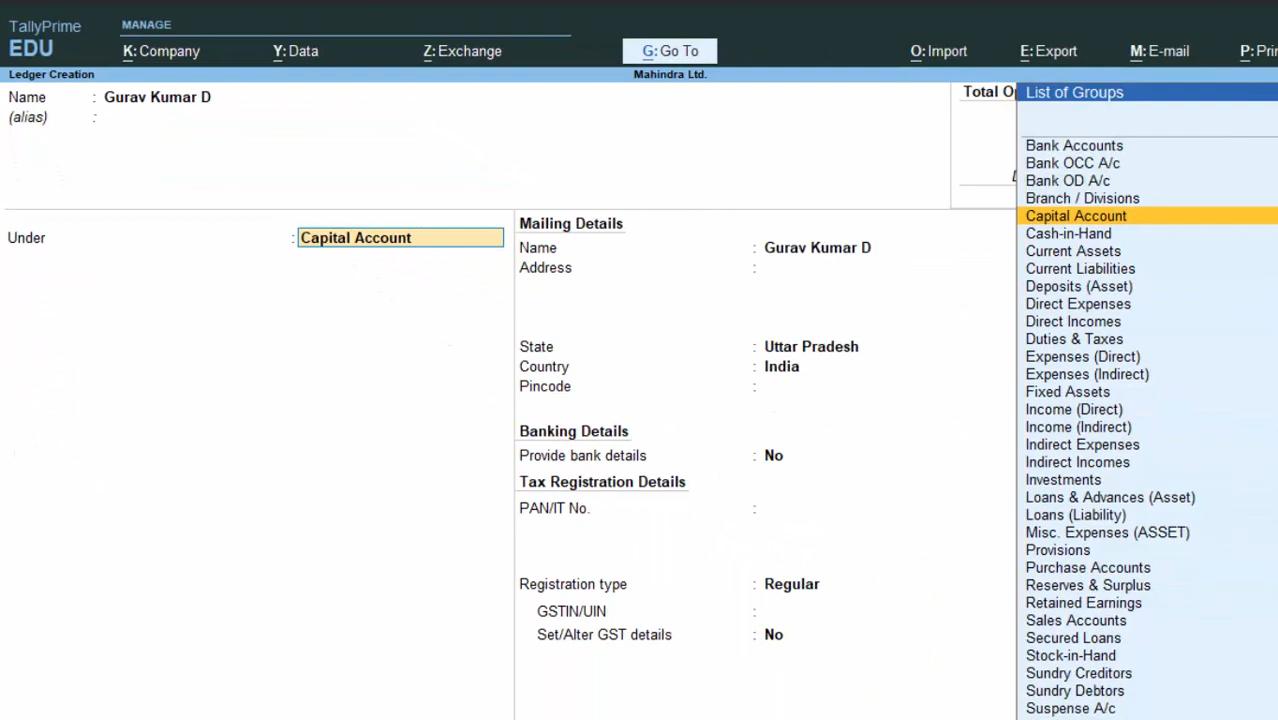 TallyPrime
EDU
MANAGE
K: Company
Y: Data
Z: Exchange
G: Go To
O: Import
E: Export
M: E-mail
P: Pri
Ledger Creation
Mahindra Ltd.
Name : Gurav Kumar D
(alias) :
Total O
List of Groups
Bank Accounts
Bank OCC A/c
Bank OD A/c
Branch / Divisions
Capital Account
Cash-in-Hand
Current Assets
Current Liabilities
Deposits (Asset)
Direct Expenses
Direct Incomes
Duties & Taxes
Expenses (Direct)
Expenses (Indirect)
Fixed Assets
Income (Direct)
Income (Indirect)
Indirect Expenses
Indirect Incomes
Investments
Loans & Advances (Asset)
Loans (Liability)
Misc. Expenses (ASSET)
Provisions
Purchase Accounts
Reserves & Surplus
Retained Earnings
Sales Accounts
Secured Loans
Stock-in-Hand
Sundry Creditors
Sundry Debtors
Suspense A/c
Under : Capital Account
Mailing Details
Name : Gurav Kumar D
Address :
State : Uttar Pradesh
Country : India
Pincode :
Banking Details
Provide bank details : No
Tax Registration Details
PAN/IT No. :
Registration type : Regular
GSTIN/UIN :
Set/Alter GST details : No